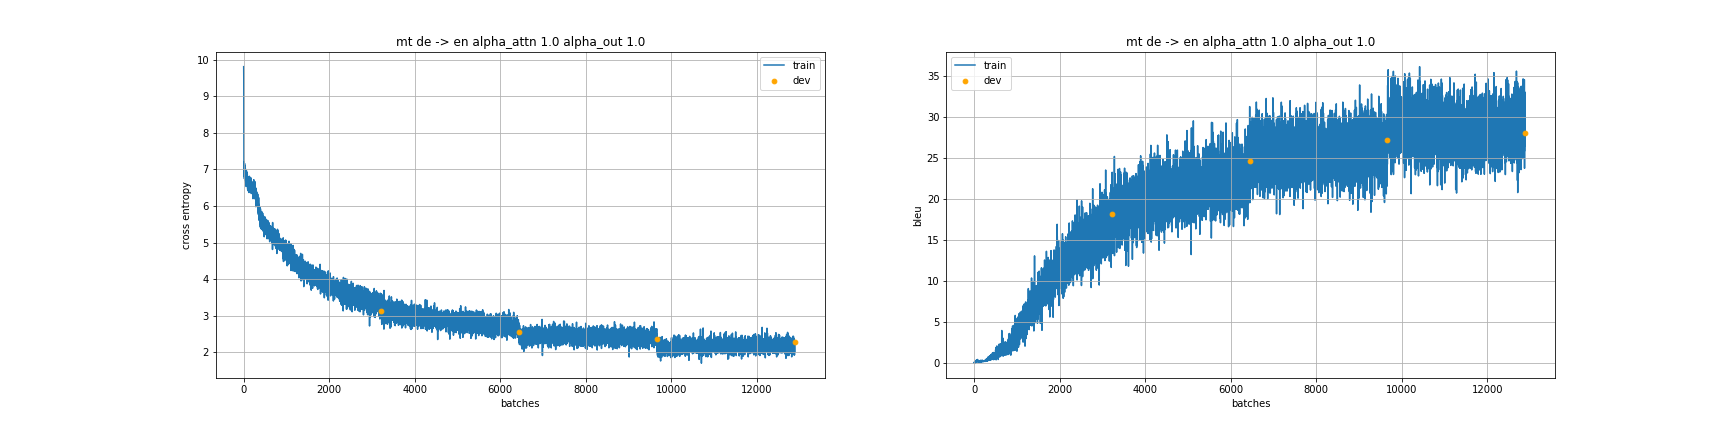 mt de -> en alpha_attn 1.0 alpha_out 1.0
train
dev
10
9
8
7
6
5
4
3
2
cross entropy
0 2000 4000 6000 8000 10000 12000
batches
mt de -> en alpha_attn 1.0 alpha_out 1.0
train
dev
35
30
25
20
15
10
5
0
bleu
0 2000 4000 6000 8000 10000 12000
batches